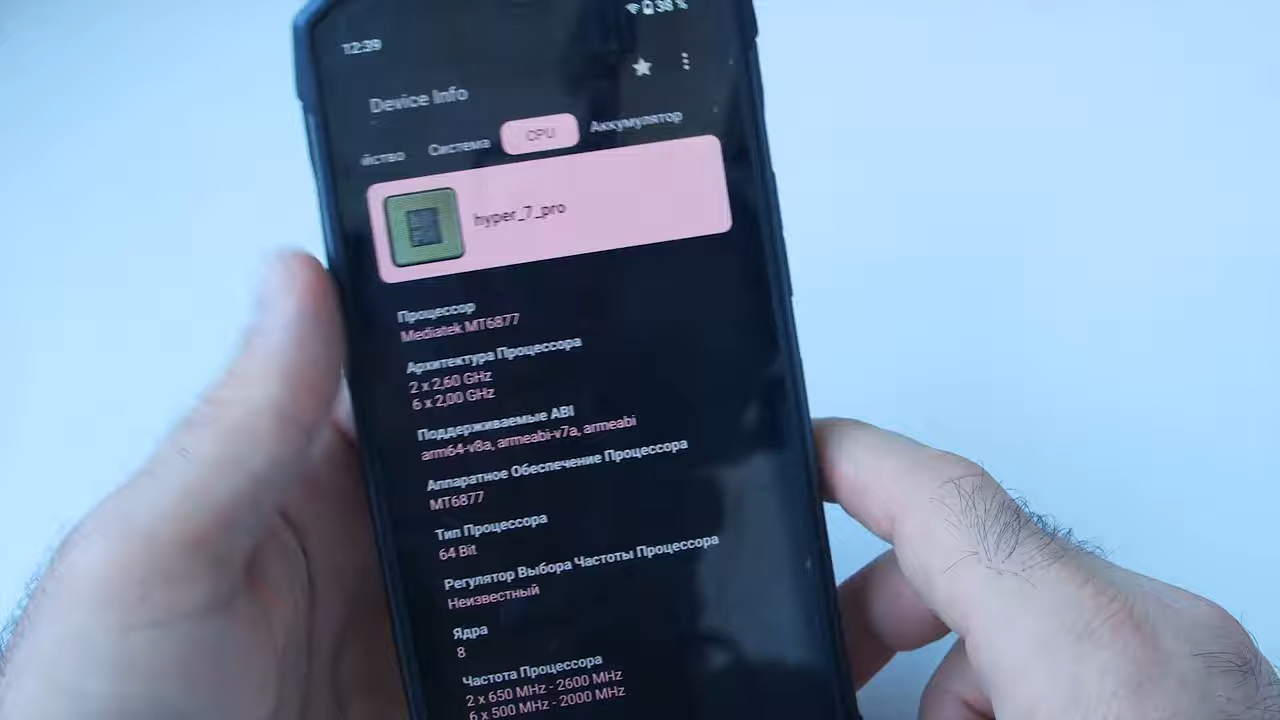 12:39
38 %
Device Info
йство Система CPU Аккумулятор
hyper_7_pro
Процессор
Mediatek MT6877
Архитектура Процессора
2 x 2,60 GHz
6 x 2,00 GHz
Поддерживаемые ABI
arm64-v8a, armeabi-v7a, armeabi
Аппаратное Обеспечение Процессора
MT6877
Тип Процессора
64 Bit
Регулятор Выбора Частоты Процессора
Неизвестный
Ядра
8
Частота Процессора
2 x 650 MHz - 2600 MHz
6 x 500 MHz - 2000 MHz